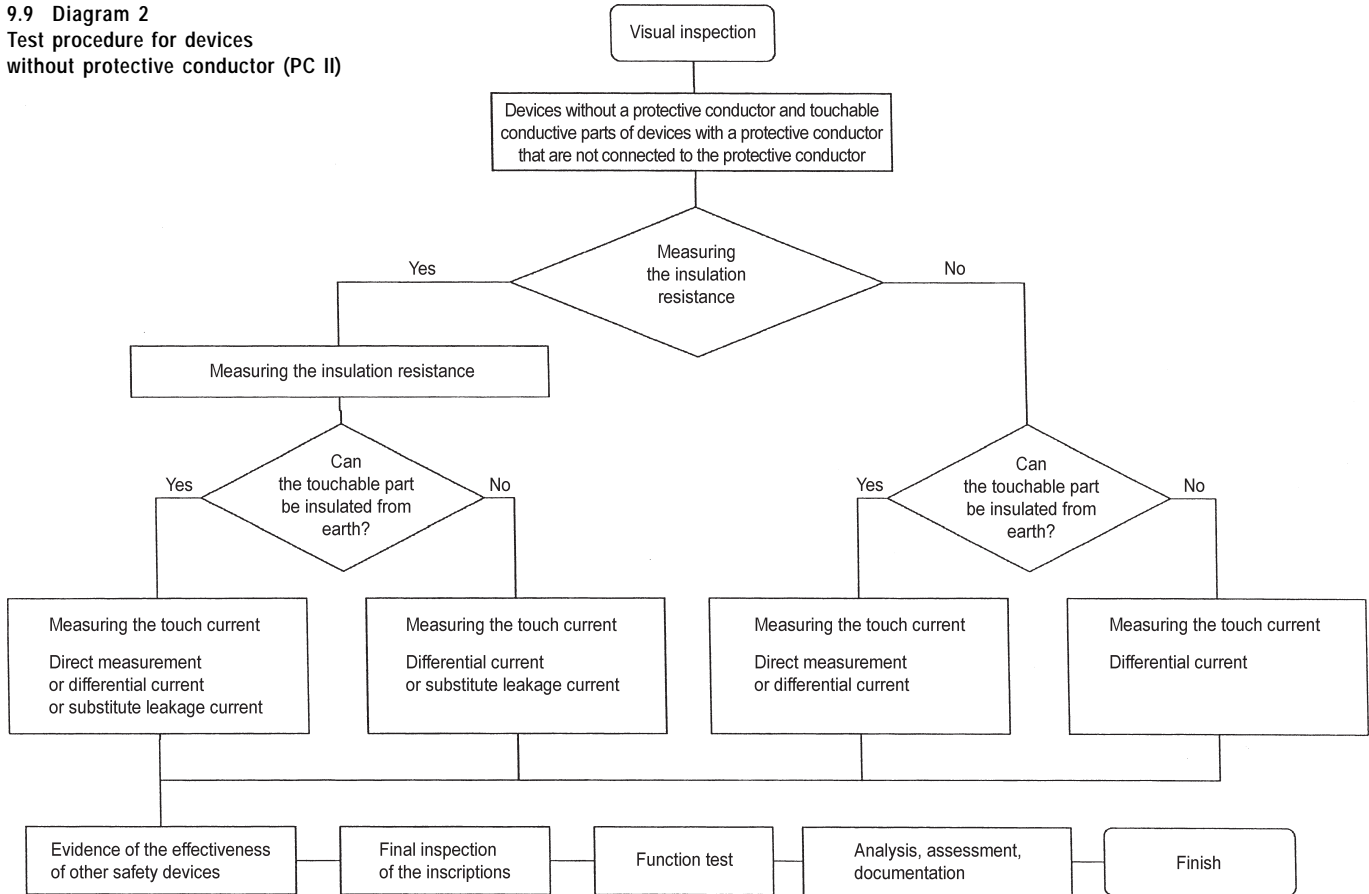 9.9 Diagram 2
Test procedure for devices
without protective conductor (PC II)
Visual inspection
Devices without a protective conductor and touchable
conductive parts of devices with a protective conductor
that are not connected to the protective conductor
Measuring
the insulation
resistance
Yes
No
Measuring the insulation resistance
Can
the touchable part
be insulated from
earth?
Yes
No
Can
the touchable part
be insulated from
earth?
Yes
No
Measuring the touch current
Direct measurement
or differential current
or substitute leakage current
Measuring the touch current
Differential current
or substitute leakage current
Measuring the touch current
Direct measurement
or differential current
Measuring the touch current
Differential current
Evidence of the effectiveness
of other safety devices
Final inspection
of the inscriptions
Function test
Analysis, assessment,
documentation
Finish